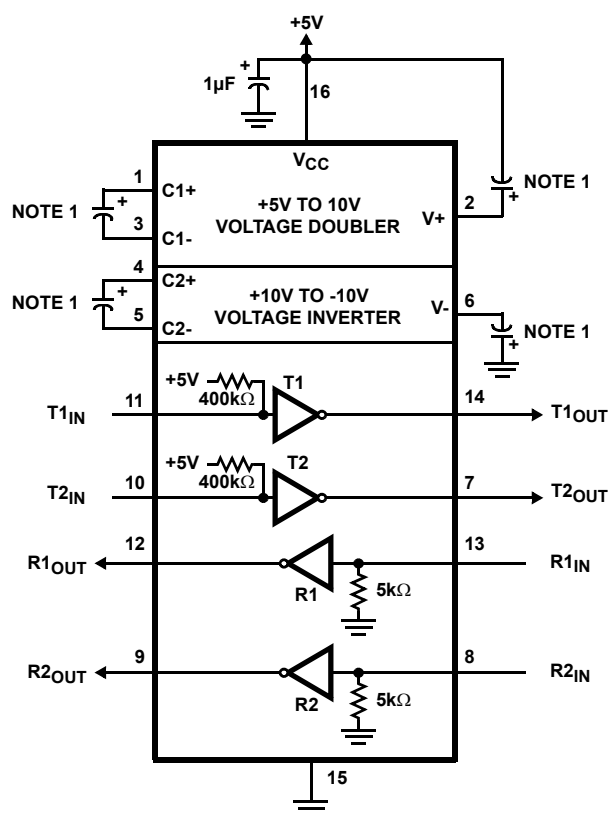 +5V
+
1µF
16
VCC
1
C1+
+5V TO 10V
VOLTAGE DOUBLER
NOTE 1
+
3
C1-
2
V+
+
NOTE 1
4
C2+
+10V TO -10V
VOLTAGE INVERTER
NOTE 1
+
5
C2-
6
V-
+
NOTE 1
+5V
400kΩ
T1
T1IN
11
14
T1OUT
+5V
400kΩ
T2
T2IN
10
7
T2OUT
R1OUT
12
13
R1IN
R1
5kΩ
R2OUT
9
8
R2IN
R2
5kΩ
15